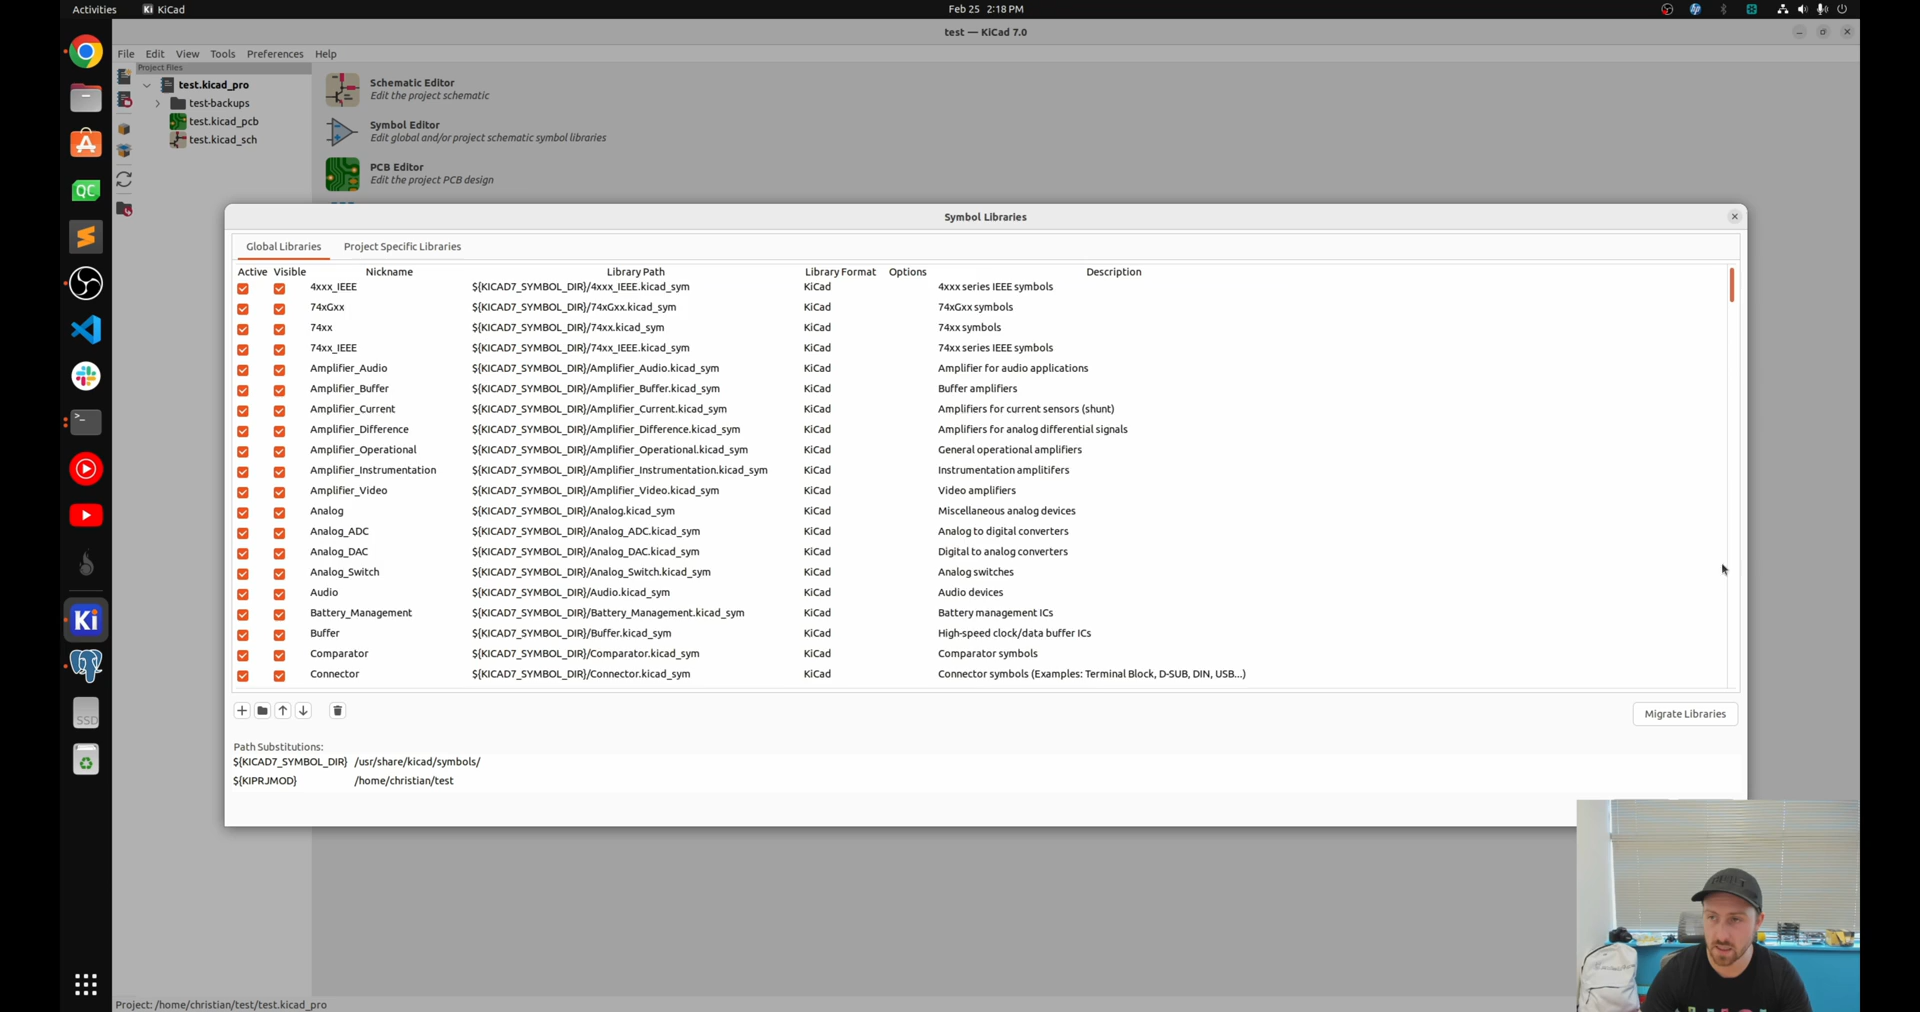 Activities
KiCad
Feb 25 2:18 PM
test — KiCad 7.0
File Edit View Tools Preferences Help
Project Files
test.kicad_pro
test-backups
test.kicad_pcb
test.kicad_sch
Schematic Editor
Edit the project schematic
Symbol Editor
Edit global and/or project schematic symbol libraries
PCB Editor
Edit the project PCB design
Symbol Libraries
Global Libraries Project Specific Libraries
Active Visible Nickname Library Path Library Format Options Description
4xxx_IEEE ${KICAD7_SYMBOL_DIR}/4xxx_IEEE.kicad_sym KiCad 4xxx series IEEE symbols
74xGxx ${KICAD7_SYMBOL_DIR}/74xGxx.kicad_sym KiCad 74xGxx symbols
74xx ${KICAD7_SYMBOL_DIR}/74xx.kicad_sym KiCad 74xx symbols
74xx_IEEE ${KICAD7_SYMBOL_DIR}/74xx_IEEE.kicad_sym KiCad 74xx series IEEE symbols
Amplifier_Audio ${KICAD7_SYMBOL_DIR}/Amplifier_Audio.kicad_sym KiCad Amplifier for audio applications
Amplifier_Buffer ${KICAD7_SYMBOL_DIR}/Amplifier_Buffer.kicad_sym KiCad Buffer amplifiers
Amplifier_Current ${KICAD7_SYMBOL_DIR}/Amplifier_Current.kicad_sym KiCad Amplifiers for current sensors (shunt)
Amplifier_Difference ${KICAD7_SYMBOL_DIR}/Amplifier_Difference.kicad_sym KiCad Amplifiers for analog differential signals
Amplifier_Operational ${KICAD7_SYMBOL_DIR}/Amplifier_Operational.kicad_sym KiCad General operational amplifiers
Amplifier_Instrumentation ${KICAD7_SYMBOL_DIR}/Amplifier_Instrumentation.kicad_sym KiCad Instrumentation amplitifers
Amplifier_Video ${KICAD7_SYMBOL_DIR}/Amplifier_Video.kicad_sym KiCad Video amplifiers
Analog ${KICAD7_SYMBOL_DIR}/Analog.kicad_sym KiCad Miscellaneous analog devices
Analog_ADC ${KICAD7_SYMBOL_DIR}/Analog_ADC.kicad_sym KiCad Analog to digital converters
Analog_DAC ${KICAD7_SYMBOL_DIR}/Analog_DAC.kicad_sym KiCad Digital to analog converters
Analog_Switch ${KICAD7_SYMBOL_DIR}/Analog_Switch.kicad_sym KiCad Analog switches
Audio ${KICAD7_SYMBOL_DIR}/Audio.kicad_sym KiCad Audio devices
Battery_Management ${KICAD7_SYMBOL_DIR}/Battery_Management.kicad_sym KiCad Battery management ICs
Buffer ${KICAD7_SYMBOL_DIR}/Buffer.kicad_sym KiCad High-speed clock/data buffer ICs
Comparator ${KICAD7_SYMBOL_DIR}/Comparator.kicad_sym KiCad Comparator symbols
Connector ${KICAD7_SYMBOL_DIR}/Connector.kicad_sym KiCad Connector symbols (Examples: Terminal Block, D-SUB, DIN, USB...)
Migrate Libraries
Path Substitutions:
${KICAD7_SYMBOL_DIR} /usr/share/kicad/symbols/
${KIPRJMOD} /home/christian/test
QC
Ki
SSD
Project: /home/christian/test/test.kicad_pro